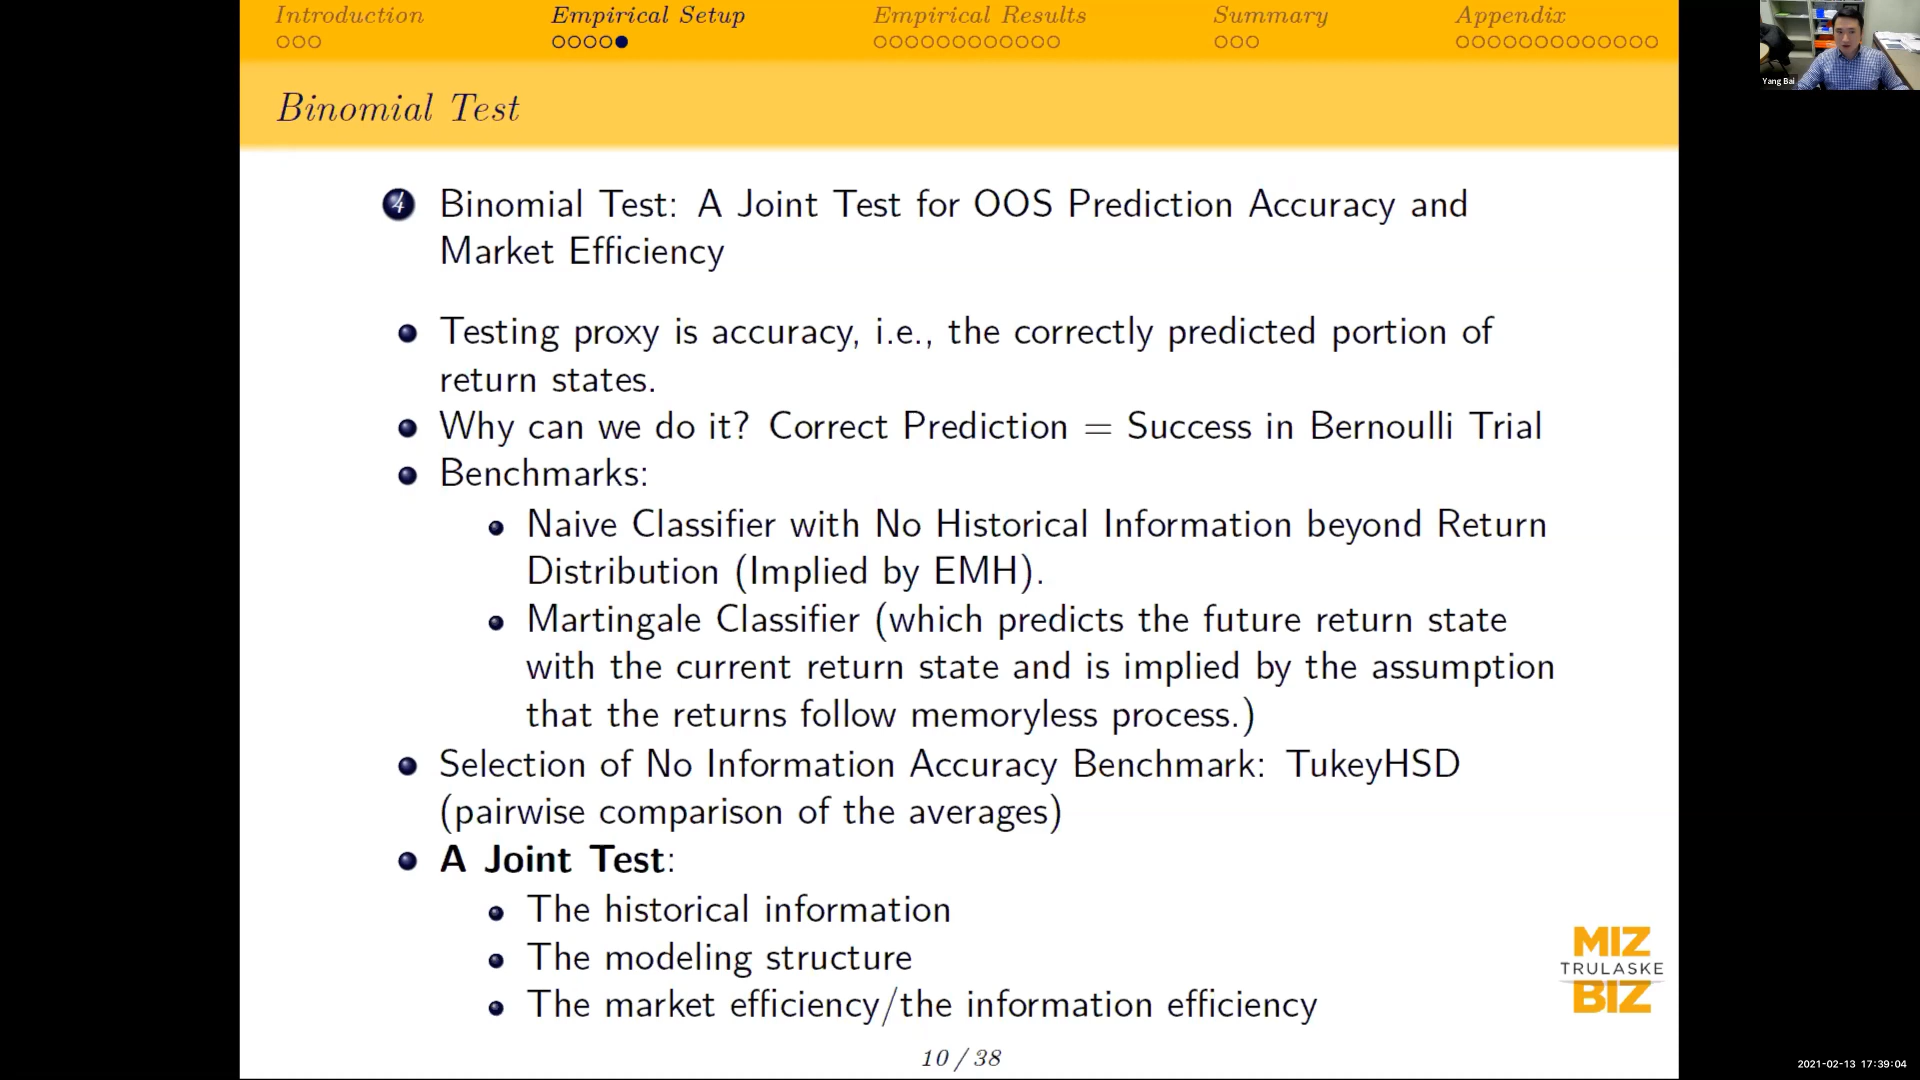 Introduction Empirical Setup Empirical Results Summary Appendix
Yang Bai
Binomial Test
4 Binomial Test: A Joint Test for OOS Prediction Accuracy and
Market Efficiency
Testing proxy is accuracy, i.e., the correctly predicted portion of
return states.
Why can we do it? Correct Prediction = Success in Bernoulli Trial
Benchmarks:
Naive Classifier with No Historical Information beyond Return
Distribution (Implied by EMH).
Martingale Classifier (which predicts the future return state
with the current return state and is implied by the assumption
that the returns follow memoryless process.)
Selection of No Information Accuracy Benchmark: TukeyHSD
(pairwise comparison of the averages)
A Joint Test:
The historical information
The modeling structure
The market efficiency/the information efficiency
MIZ
TRULASKE
BIZ
10 / 38
2021-02-13 17:39:04